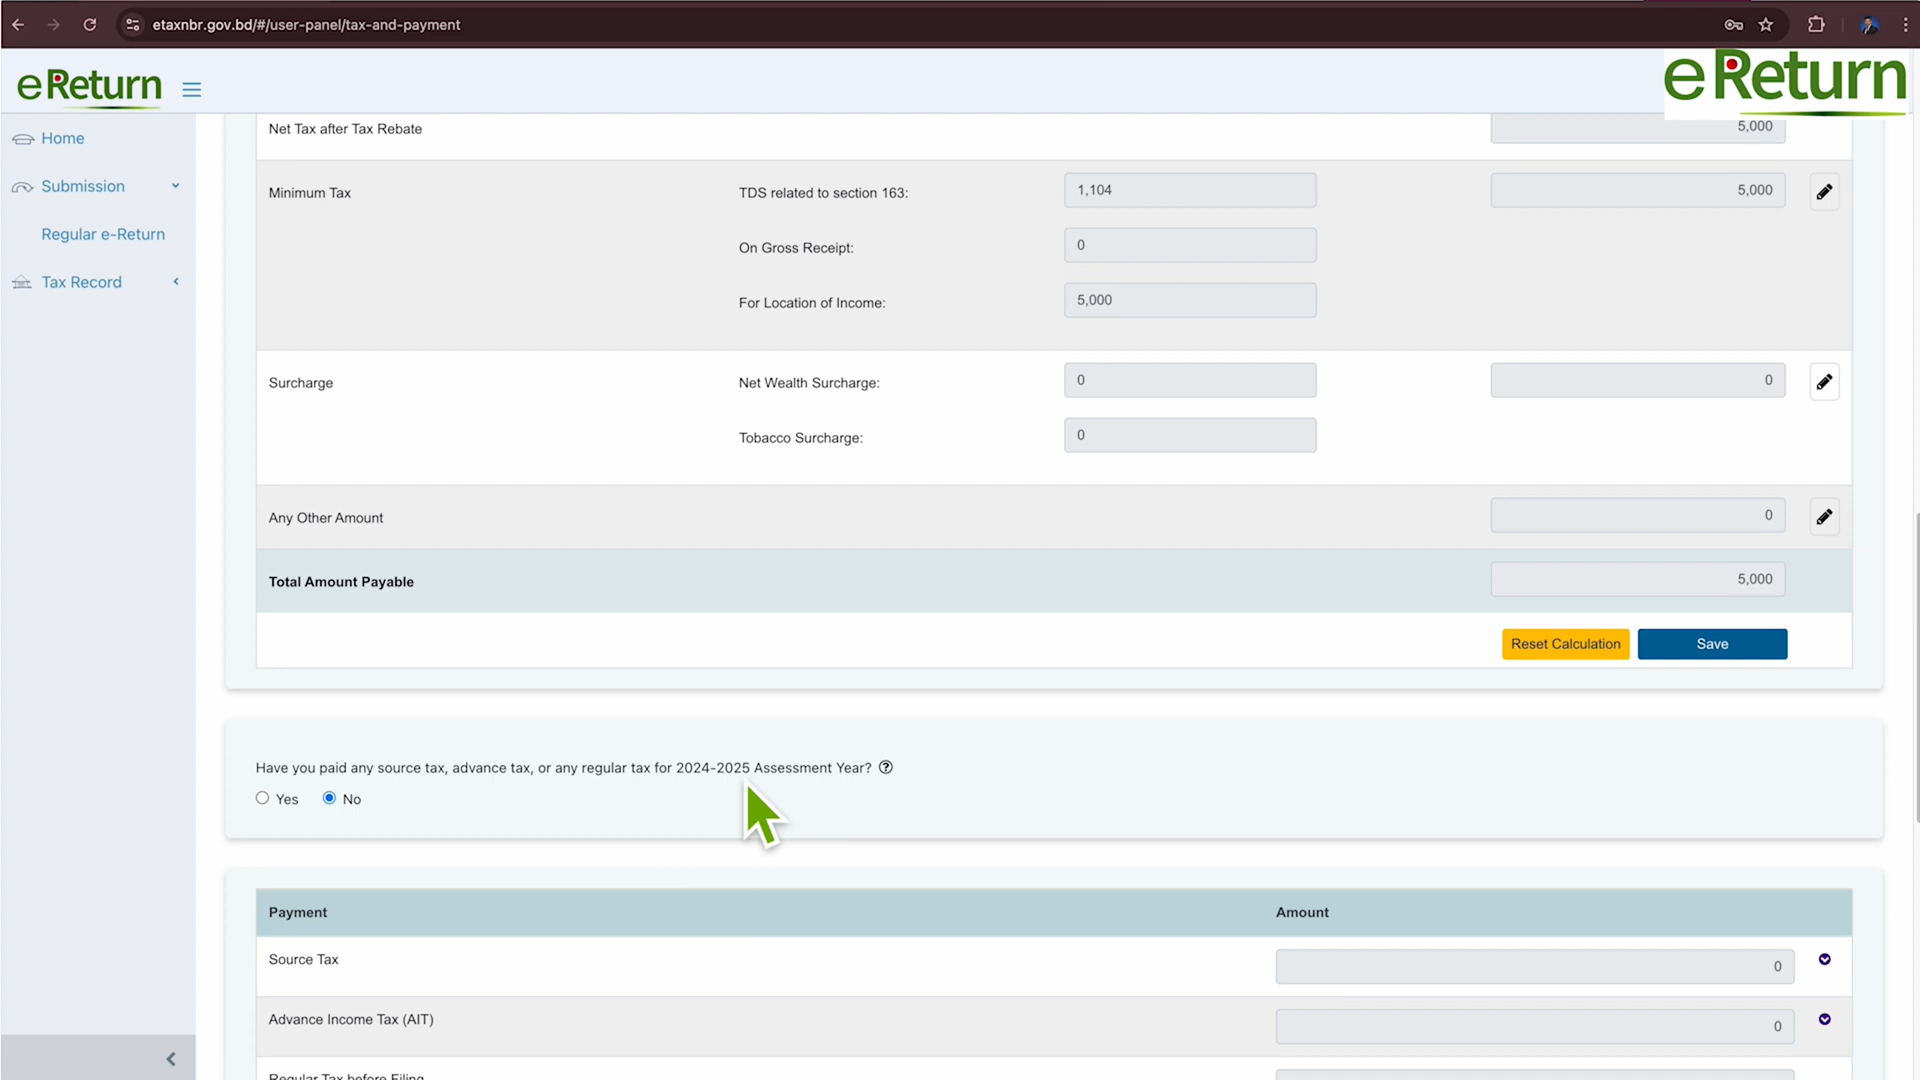 etaxnbr.gov.bd/#/user-panel/tax-and-payment
eReturn
eReturn
Home
Submission
Regular e-Return
Tax Record
Net Tax after Tax Rebate 5,000
Minimum Tax TDS related to section 163: 1,104 5,000
On Gross Receipt: 0
For Location of Income: 5,000
Surcharge Net Wealth Surcharge: 0 0
Tobacco Surcharge: 0
Any Other Amount 0
Total Amount Payable 5,000
Reset Calculation Save
Have you paid any source tax, advance tax, or any regular tax for 2024-2025 Assessment Year?
Yes No
Payment Amount
Source Tax 0
Advance Income Tax (AIT) 0
Regular Tax before Filing